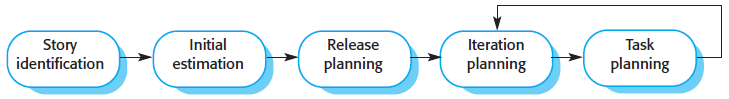 Story
identification
Initial
estimation
Release
planning
Iteration
planning
Task
planning